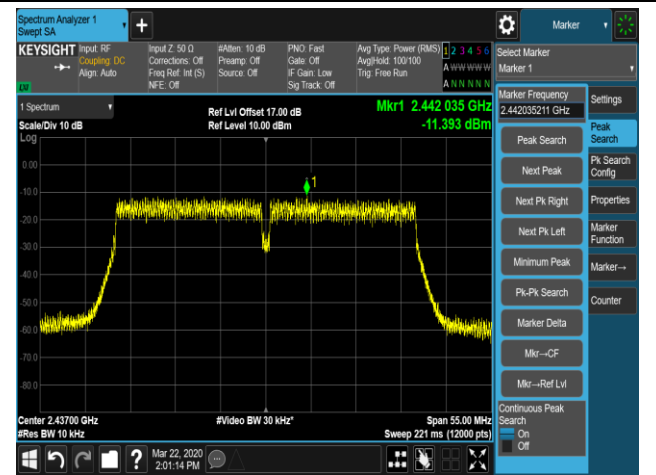 Spectrum Analyzer 1
Swept SA
Marker
KEYSIGHT
Input: RF
Coupling: DC
Align: Auto
Input Z: 50 Ω
Corrections: Off
Freq Ref: Int (S)
NFE: Off
#Atten: 10 dB
Preamp: Off
Source: Off
PNO: Fast
Gate: Off
IF Gain: Low
Sig Track: Off
Avg Type: Power (RMS)
Avg|Hold: 100/100
Trig: Free Run
1 2 3 4 5 6
A W W W W W
A N N N N N
Select Marker
Marker 1
1 Spectrum
Scale/Div 10 dB
Log
Ref Lvl Offset 17.00 dB
Ref Level 10.00 dBm
Mkr1 2.442 035 GHz
-11.393 dBm
1
0.00
-10.0
-20.0
-30.0
-40.0
-50.0
-60.0
-70.0
-80.0
Center 2.43700 GHz
#Res BW 10 kHz
#Video BW 30 kHz*
Span 55.00 MHz
Sweep 221 ms (12000 pts)
Marker Frequency
2.442035211 GHz
Peak Search
Next Peak
Next Pk Right
Next Pk Left
Minimum Peak
Pk-Pk Search
Marker Delta
Mkr→CF
Mkr→Ref Lvl
Continuous Peak
Search
On
Off
Settings
Peak
Search
Pk Search
Config
Properties
Marker
Function
Marker→
Counter
?
Mar 22, 2020
2:01:14 PM